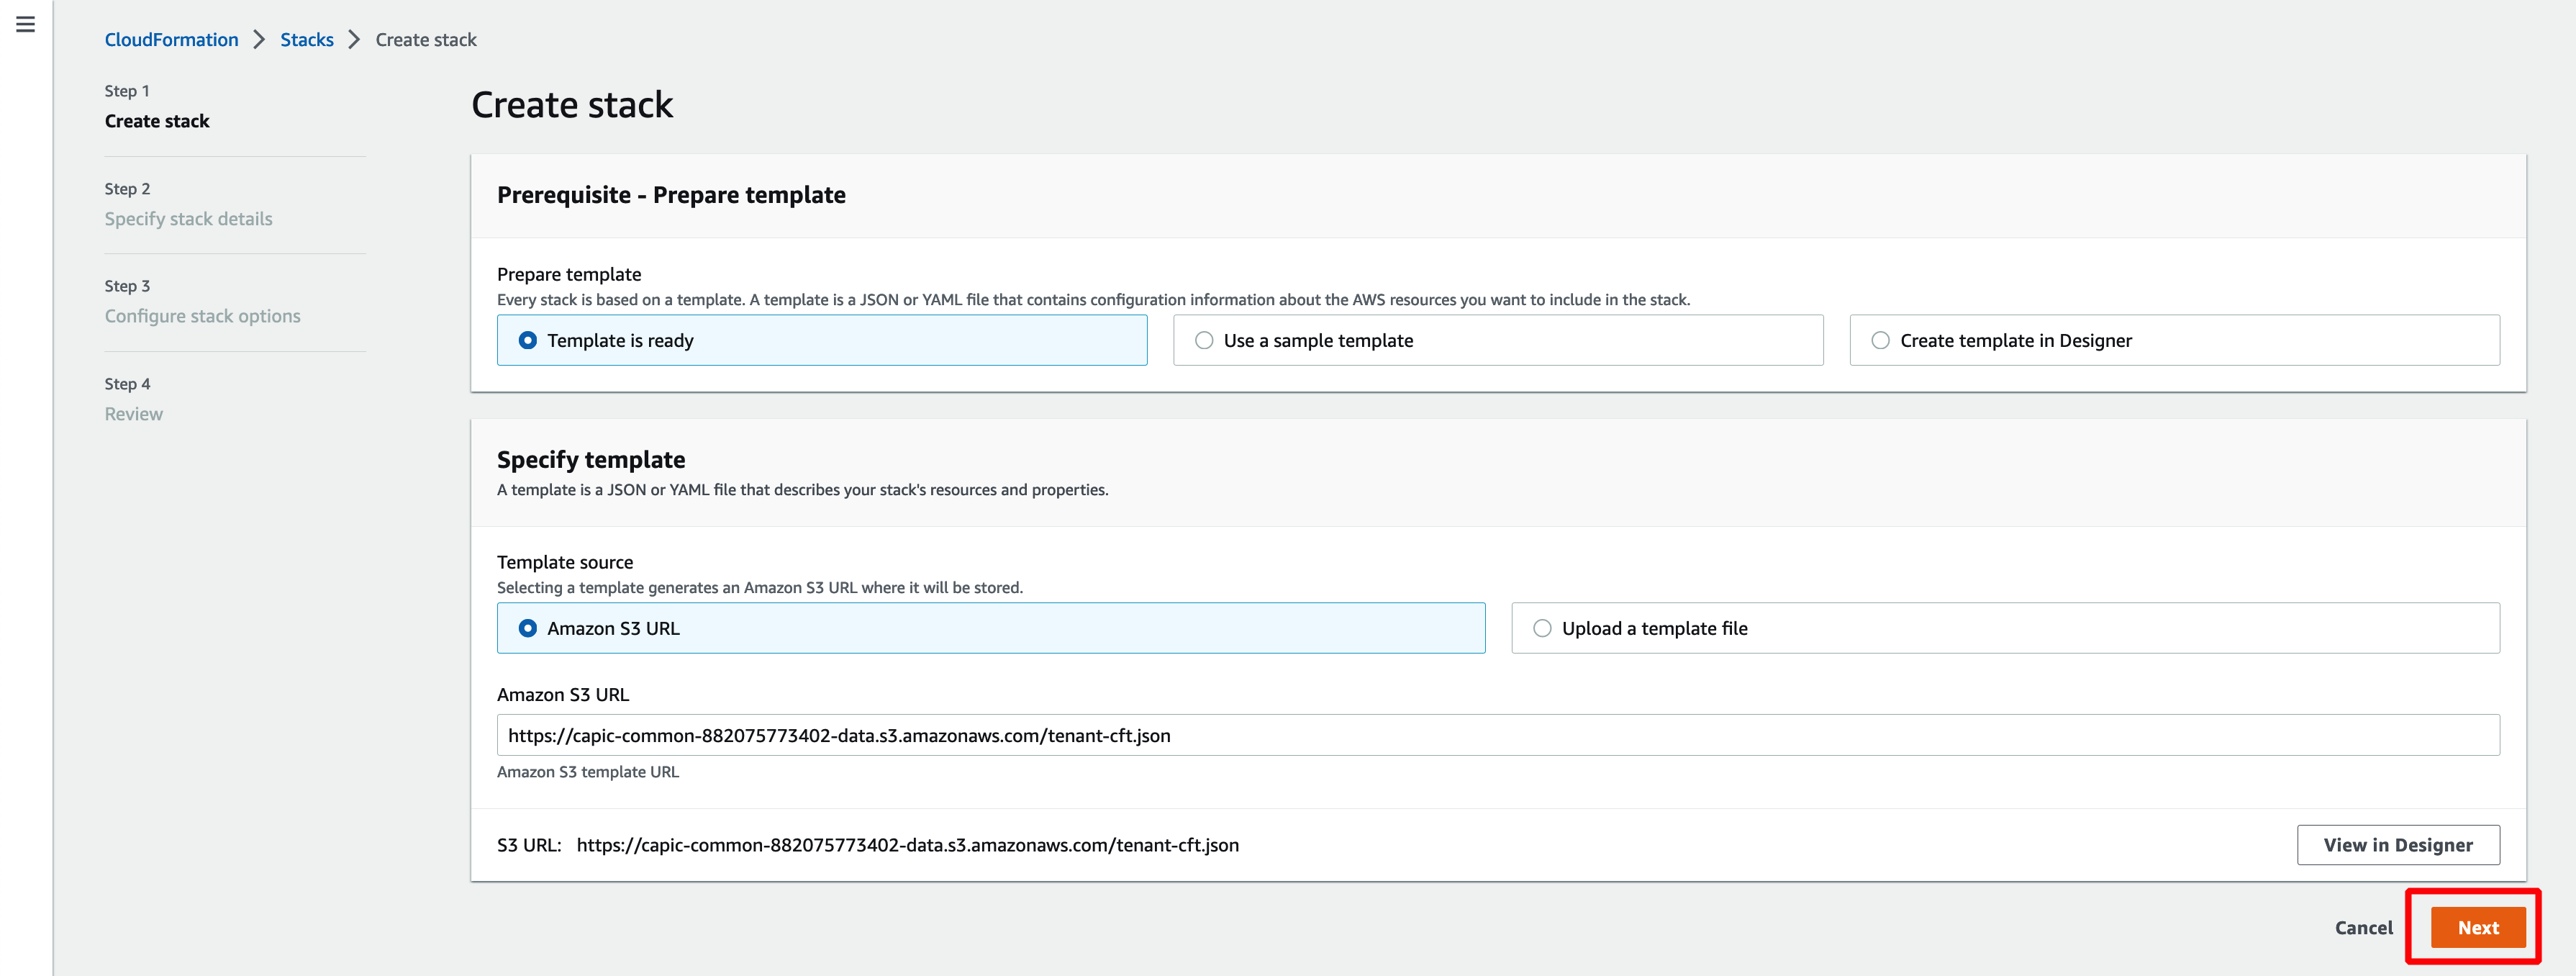 CloudFormation > Stacks > Create stack
Step 1
Create stack
Step 2
Specify stack details
Step 3
Configure stack options
Step 4
Review
Create stack
Prerequisite - Prepare template
Prepare template
Every stack is based on a template. A template is a JSON or YAML file that contains configuration information about the AWS resources you want to include in the stack.
Template is ready
Use a sample template
Create template in Designer
Specify template
A template is a JSON or YAML file that describes your stack's resources and properties.
Template source
Selecting a template generates an Amazon S3 URL where it will be stored.
Amazon S3 URL
Upload a template file
Amazon S3 URL
https://capic-common-882075773402-data.s3.amazonaws.com/tenant-cft.json
Amazon S3 template URL
S3 URL: https://capic-common-882075773402-data.s3.amazonaws.com/tenant-cft.json
View in Designer
Cancel
Next